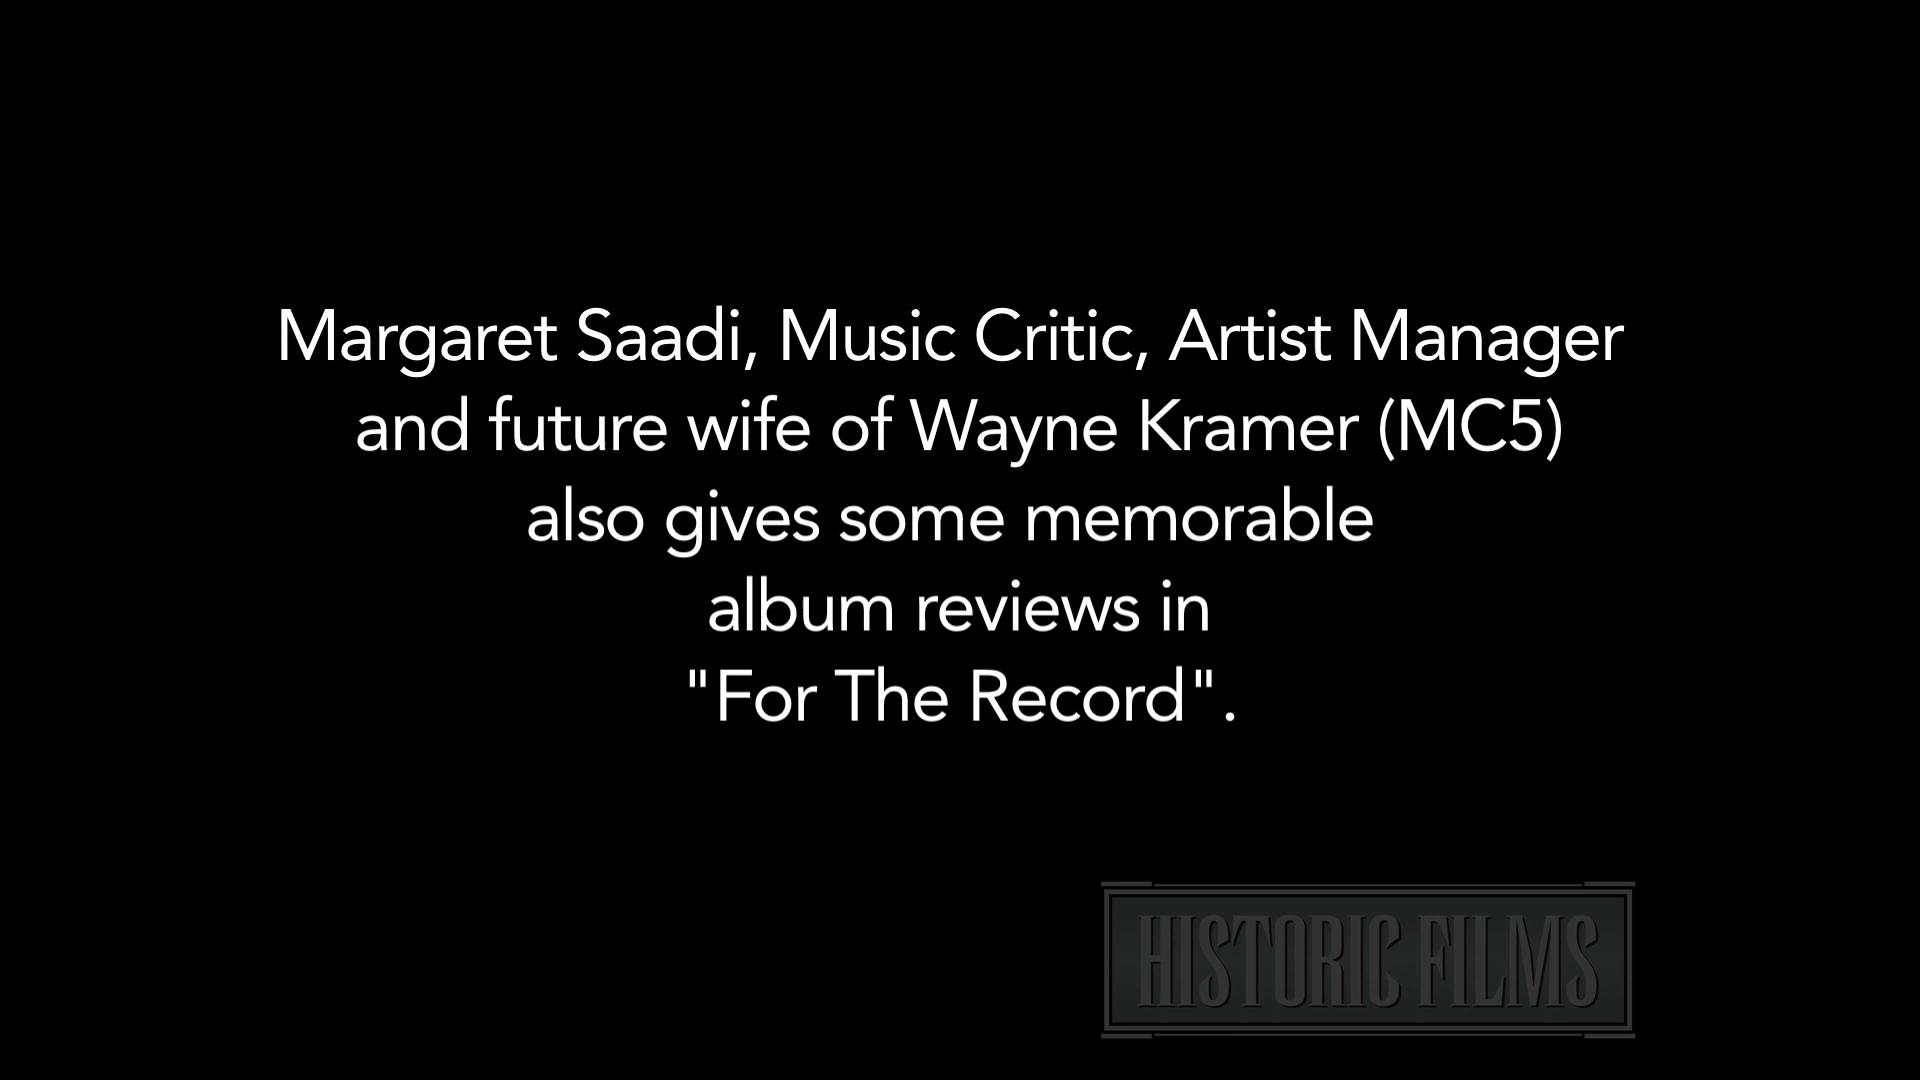 Margaret Saadi, Music Critic, Artist Manager
and future wife of Wayne Kramer (MC5)
also gives some memorable
album reviews in
"For The Record".
HISTORIC FILMS